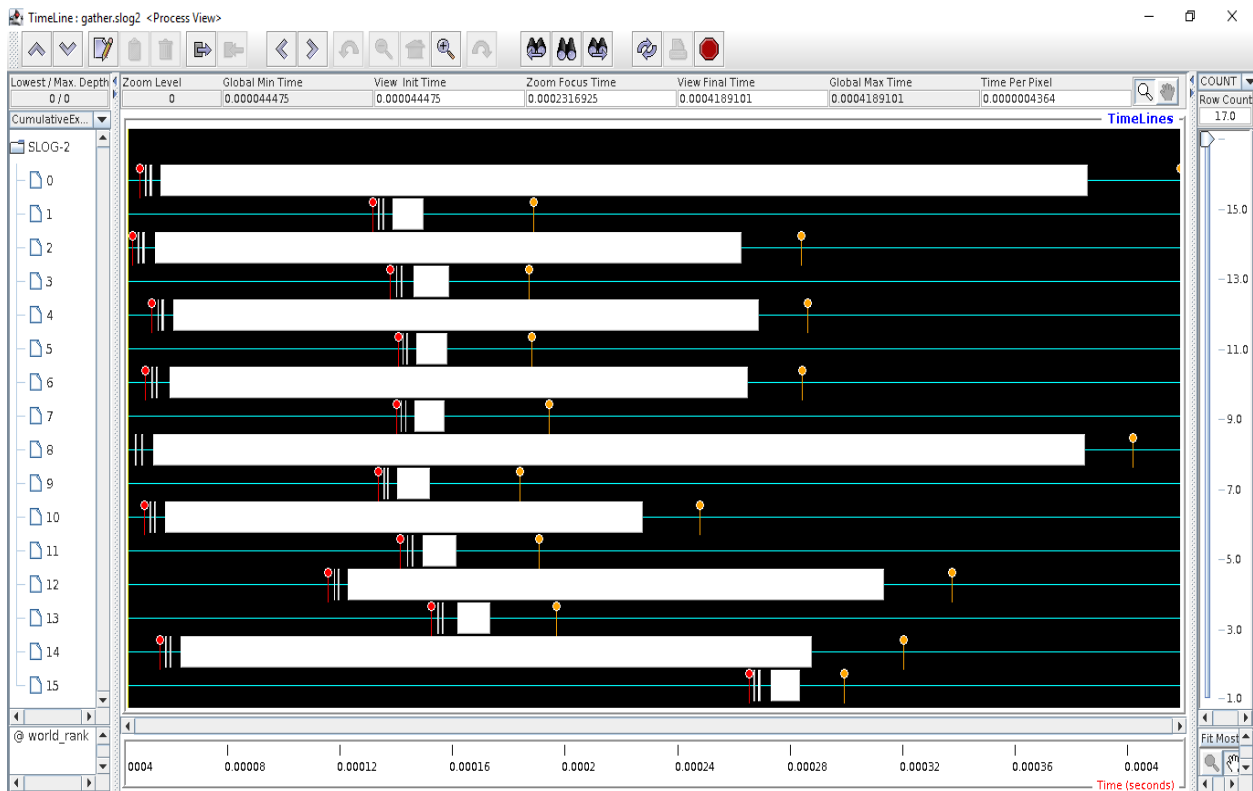 TimeLine : gather.slog2 <Process View>
Lowest / Max. Depth
0 / 0
Zoom Level
0
Global Min Time
0.000044475
View Init Time
0.000044475
Zoom Focus Time
0.0002316925
View Final Time
0.0004189101
Global Max Time
0.0004189101
Time Per Pixel
0.0000004364
COUNT
Row Count
17.0
CumulativeEx...
TimeLines
SLOG-2
0
1
2
3
4
5
6
7
8
9
10
11
12
13
14
15
15.0
13.0
11.0
9.0
7.0
5.0
3.0
1.0
@ world_rank
Fit Most
0004 0.00008 0.00012 0.00016 0.0002 0.00024 0.00028 0.00032 0.00036 0.0004
Time (seconds)